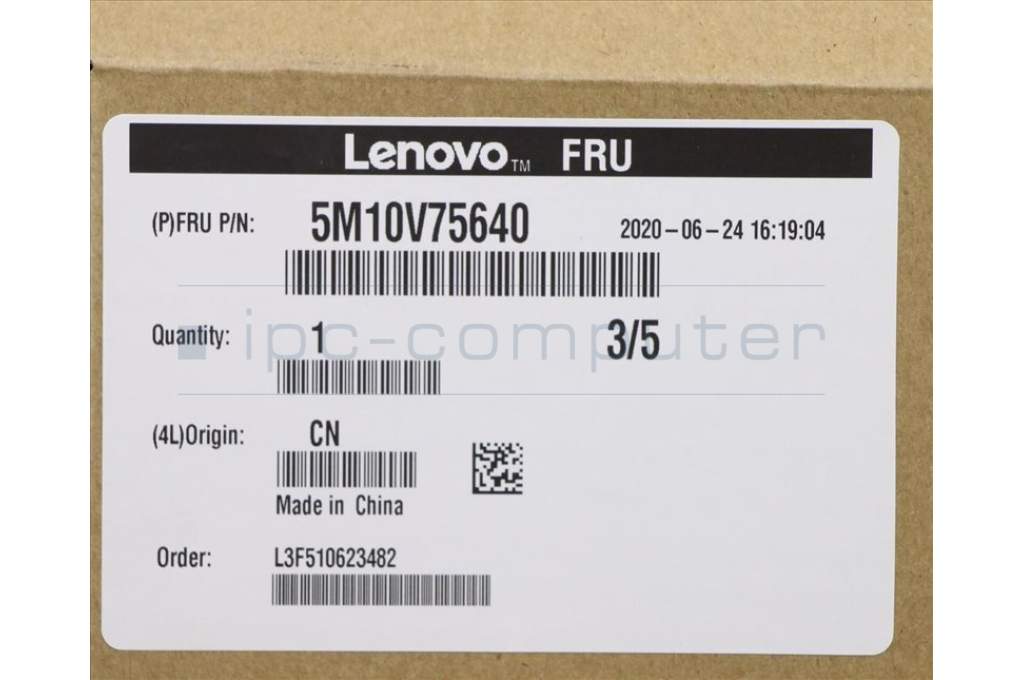 Lenovo™ FRU
(P)FRU P/N: 5M10V75640 2020-06-24 16:19:04
Quantity: 1 3/5
ipc-computer
(4L)Origin: CN
Made in China
Order: L3F510623482